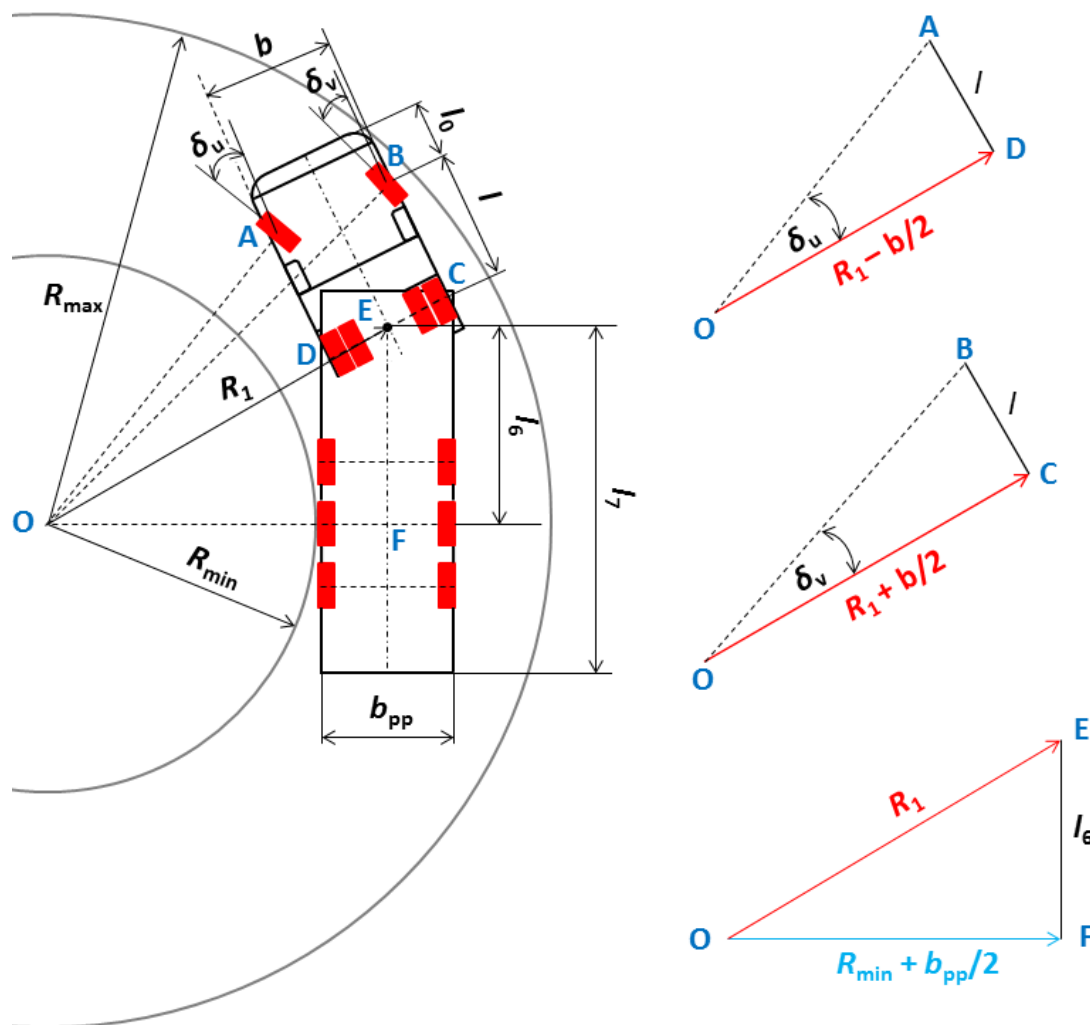 b
δv
δu
l0
B
A
l
Rmax
C
E
D
R1
l6
l7
O
F
Rmin
bpp
A
l
D
δu
R1 – b/2
O
B
l
C
δv
R1 + b/2
O
E
R1
l6
O
F
Rmin + bpp/2